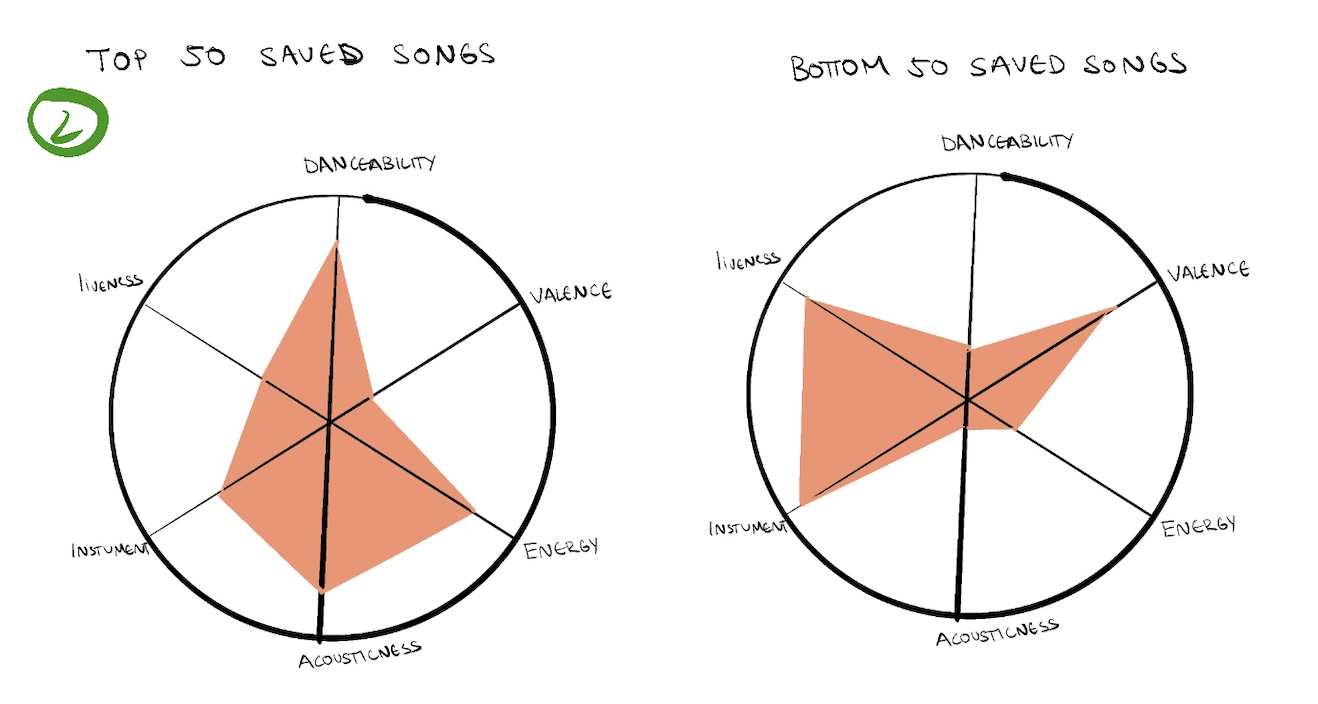 TOP 50 SAVED SONGS
2
DANCEABILITY
liveness
VALENCE
INSTUMENT
ENERGY
ACOUSTICNESS
BOTTOM 50 SAVED SONGS
DANCEABILITY
liveness
VALENCE
INSTUMENT
ENERGY
ACOUSTICNESS